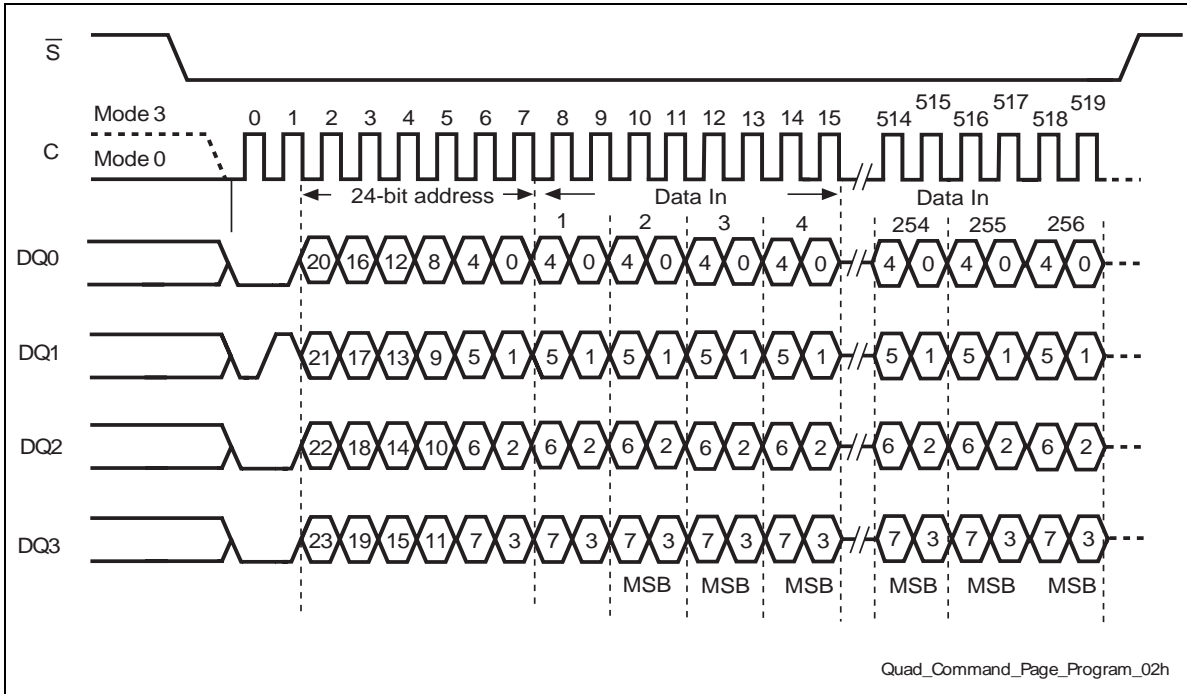 S
Mode 3
0 1 2 3 4 5 6 7 8 9 10 11 12 13 14 15 514 515 516 517 518 519
C
Mode 0
24-bit address Data In Data In
1 2 3 4 254 255 256
DQ0 20 16 12 8 4 0 4 0 4 0 4 0 4 0 4 0 4 0 4 0
DQ1 21 17 13 9 5 1 5 1 5 1 5 1 5 1 5 1 5 1 5 1
DQ2 22 18 14 10 6 2 6 2 6 2 6 2 6 2 6 2 6 2 6 2
DQ3 23 19 15 11 7 3 7 3 7 3 7 3 7 3 7 3 7 3 7 3
MSB MSB MSB MSB MSB MSB
Quad_Command_Page_Program_02h